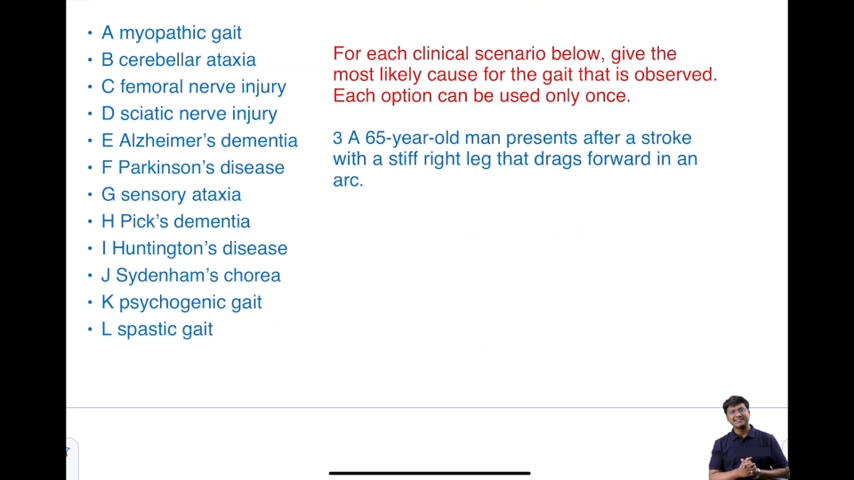 • A myopathic gait
• B cerebellar ataxia
• C femoral nerve injury
• D sciatic nerve injury
• E Alzheimer's dementia
• F Parkinson's disease
• G sensory ataxia
• H Pick's dementia
• I Huntington's disease
• J Sydenham's chorea
• K psychogenic gait
• L spastic gait
For each clinical scenario below, give the
most likely cause for the gait that is observed.
Each option can be used only once.
3 A 65-year-old man presents after a stroke
with a stiff right leg that drags forward in an
arc.